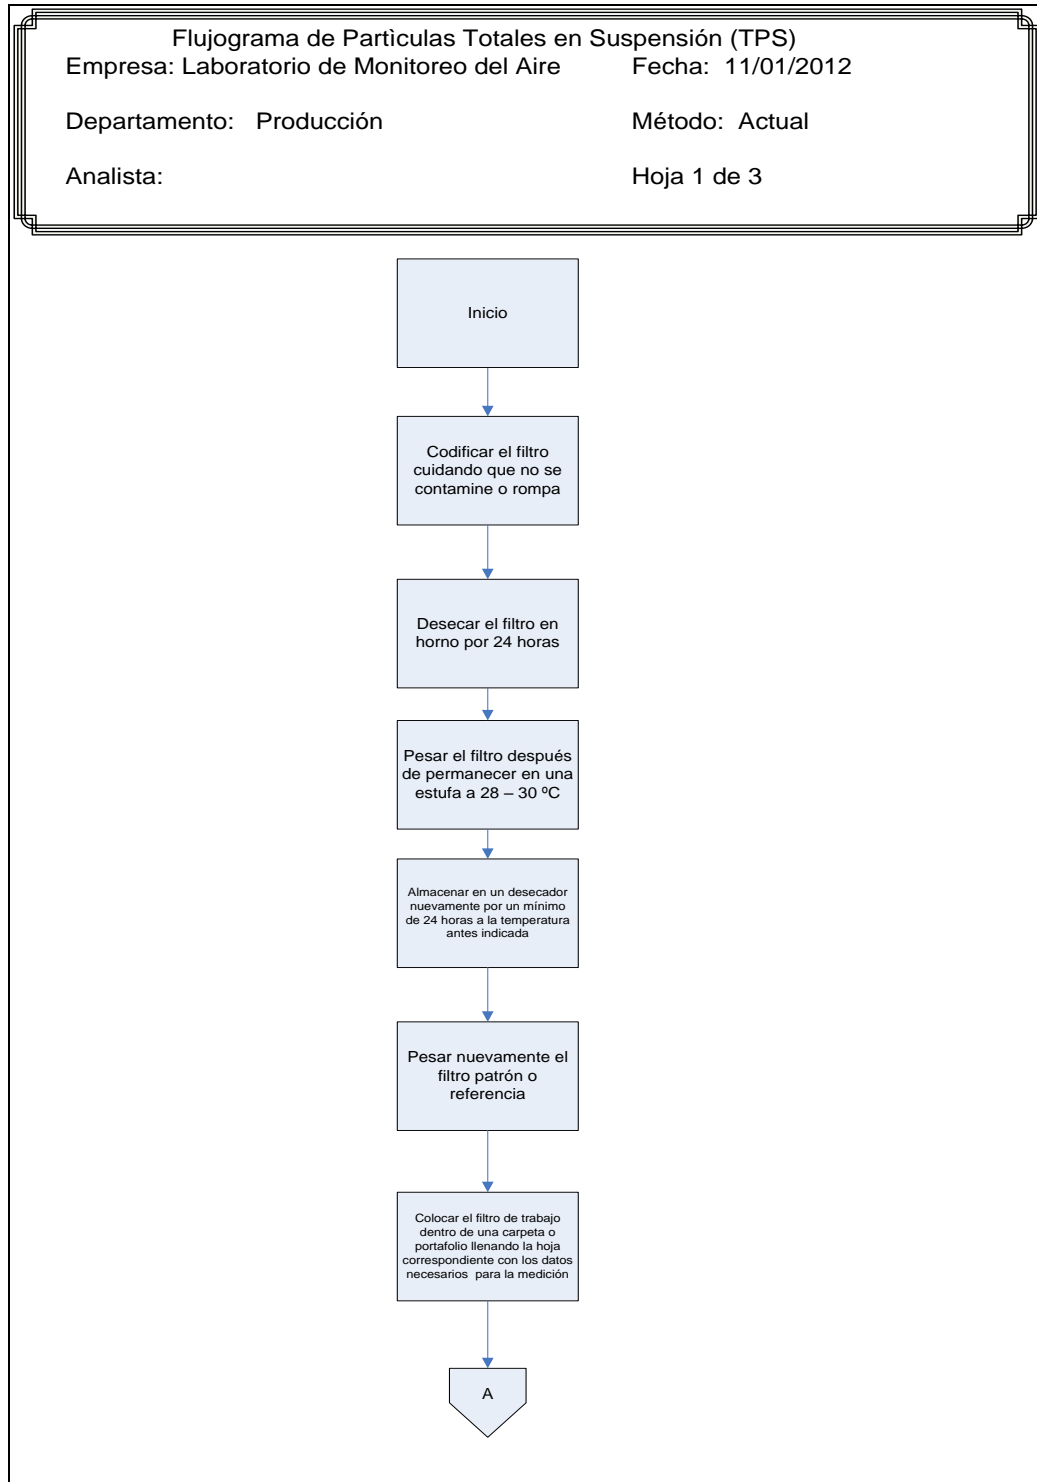 Flujograma de Partìculas Totales en Suspensión (TPS)
Empresa: Laboratorio de Monitoreo del Aire Fecha: 11/01/2012
Departamento: Producción Método: Actual
Analista: Hoja 1 de 3
Inicio
Codificar el filtro
cuidando que no se
contamine o rompa
Desecar el filtro en
horno por 24 horas
Pesar el filtro después
de permanecer en una
estufa a 28 – 30 ºC
Almacenar en un desecador
nuevamente por un mínimo
de 24 horas a la temperatura
antes indicada
Pesar nuevamente el
filtro patrón o
referencia
Colocar el filtro de trabajo
dentro de una carpeta o
portafolio llenando la hoja
correspondiente con los datos
necesarios para la medición
A